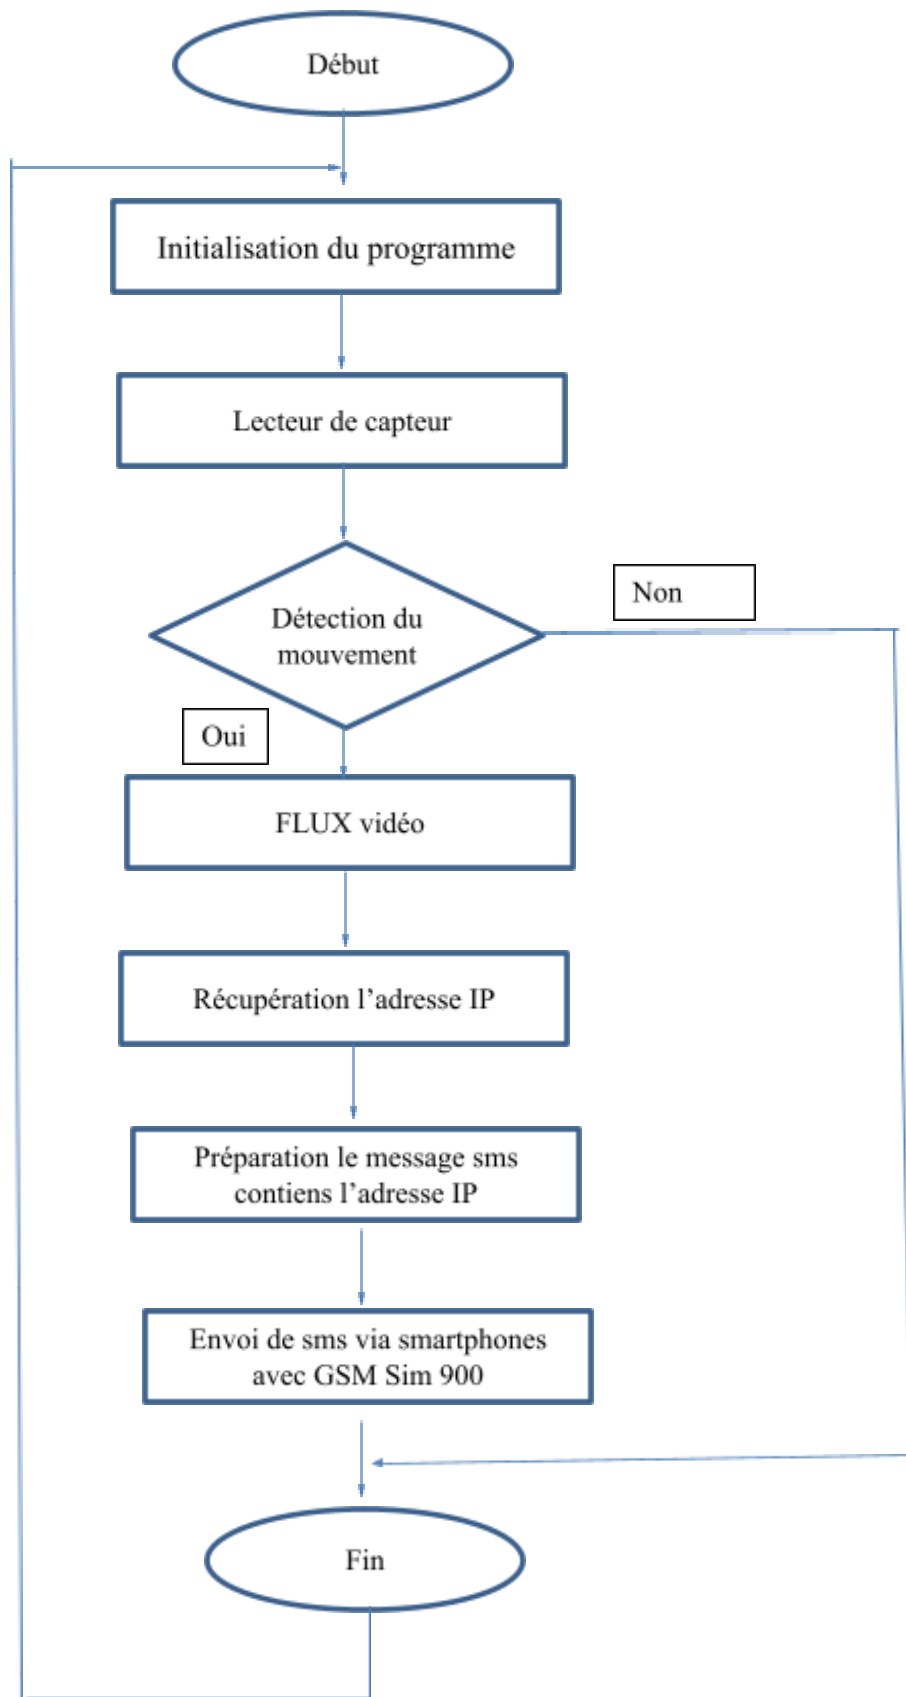 Début
Initialisation du programme
Lecteur de capteur
Non
Détection du
mouvement
Oui
FLUX vidéo
Récupération l’adresse IP
Préparation le message sms
contiens l’adresse IP
Envoi de sms via smartphones
avec GSM Sim 900
Fin